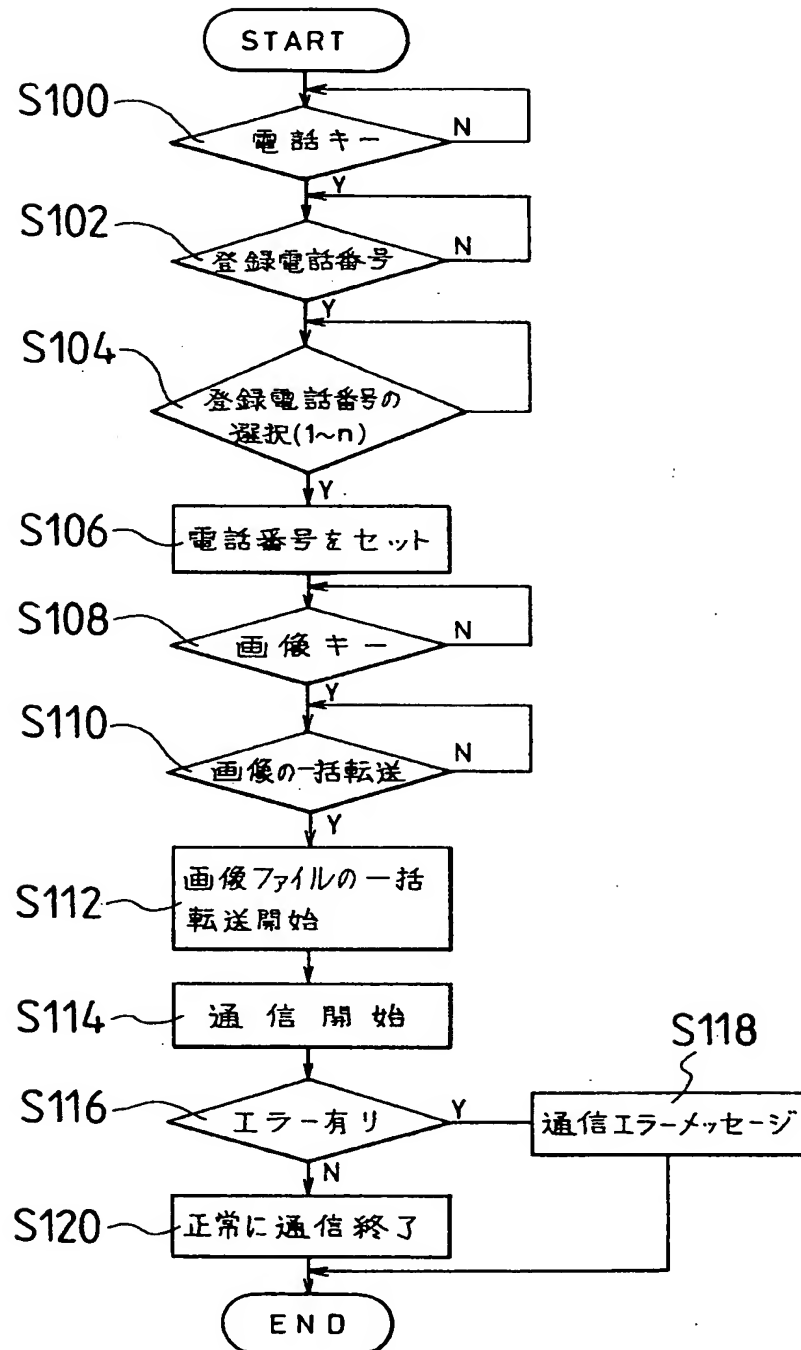 START
S100
電話キー
N
Y
S102
登録電話番号
N
Y
S104
登録電話番号の
選択(1~n)
Y
S106
電話番号をセット
S108
画像キー
N
Y
S110
画像の一括転送
N
Y
S112
画像ファイルの一括
転送開始
S114
通信開始
S116
エラー有り
Y
S118
通信エラーメッセージ
N
S120
正常に通信終了
END